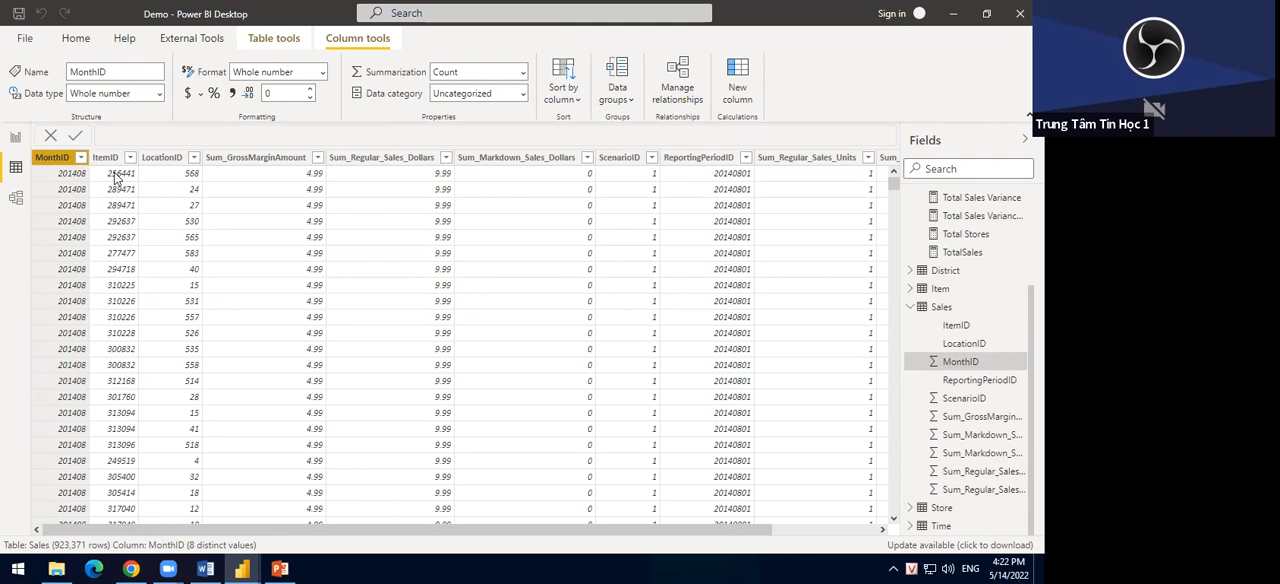 Demo - Power BI Desktop
Search
Sign in
File
Home
Help
External Tools
Table tools
Column tools
Name
MonthID
Format
Whole number
Summarization
Count
Data type
Whole number
$ % 9 0
Data category
Uncategorized
Sort by column
Data groups
Manage relationships
New column
Structure
Formatting
Properties
Sort
Groups
Relationships
Calculations
Trung Tâm Tin Học 1
MonthID ItemID LocationID Sum_GrossMarginAmount Sum_Regular_Sales_Dollars Sum_Markdown_Sales_Dollars ScenarioID ReportingPeriodID Sum_Regular_Sales_Units Sum_
201408 256441 568 4.99 9.99 0 1 20140801 1
201408 289471 24 4.99 9.99 0 1 20140801 1
201408 289471 27 4.99 9.99 0 1 20140801 1
201408 292637 530 4.99 9.99 0 1 20140801 1
201408 292637 565 4.99 9.99 0 1 20140801 1
201408 277477 583 4.99 9.99 0 1 20140801 1
201408 294718 40 4.99 9.99 0 1 20140801 1
201408 310225 15 4.99 9.99 0 1 20140801 1
201408 310226 531 4.99 9.99 0 1 20140801 1
201408 310226 557 4.99 9.99 0 1 20140801 1
201408 310228 526 4.99 9.99 0 1 20140801 1
201408 300832 535 4.99 9.99 0 1 20140801 1
201408 300832 558 4.99 9.99 0 1 20140801 1
201408 312168 514 4.99 9.99 0 1 20140801 1
201408 301760 28 4.99 9.99 0 1 20140801 1
201408 313094 15 4.99 9.99 0 1 20140801 1
201408 313094 41 4.99 9.99 0 1 20140801 1
201408 313096 518 4.99 9.99 0 1 20140801 1
201408 249519 4 4.99 9.99 0 1 20140801 1
201408 305400 32 4.99 9.99 0 1 20140801 1
201408 305414 18 4.99 9.99 0 1 20140801 1
201408 317040 12 4.99 9.99 0 1 20140801 1
Fields
Search
Total Sales Variance
Total Sales Varianc...
Total Stores
TotalSales
District
Item
Sales
ItemID
LocationID
MonthID
ReportingPeriodID
ScenarioID
Sum_GrossMargin...
Sum_Markdown_S...
Sum_Markdown_S...
Sum_Regular_Sales...
Sum_Regular_Sales...
Store
Time
Table: Sales (923,371 rows) Column: MonthID (8 distinct values)
Update available (click to download)
ENG
4:22 PM
5/14/2022